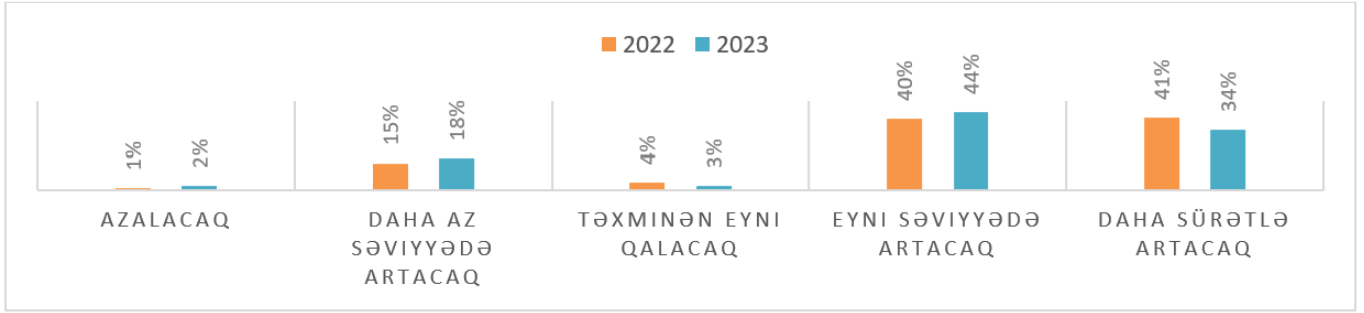 2022 2023
1% 2% 15% 18% 4% 3% 40% 44% 41% 34%
AZALACAQ
DAHA AZ
SƏVIYYƏDƏ
ARTACAQ
TƏXMINƏN EYNI
QALACAQ
EYNI SƏVIYYƏDƏ
ARTACAQ
DAHA SÜRƏTLƏ
ARTACAQ